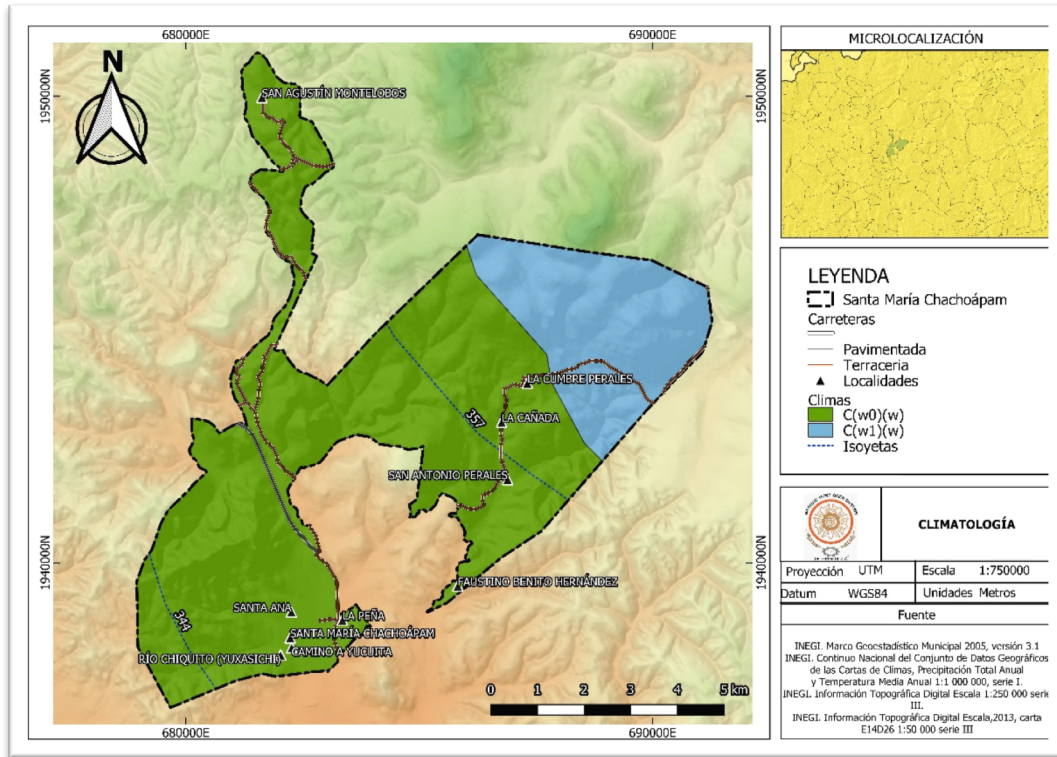 680000E
690000E
1950000N
1950000N
N
SAN AGUSTÍN MONTELOBOS
LA CUMBRE PERALES
357
LA CAÑADA
SAN ANTONIO PERALES
1940000N
1940000N
FAUSTINO BENITO HERNÁNDEZ
344
SANTA ANA
LA PEÑA
SANTA MARÍA CHACHOÁPAM
CAMINO A YUCUITA
RÍO CHIQUITO (YUXASICHI)
0 1 2 3 4 5 km
680000E
690000E
MICROLOCALIZACIÓN
LEYENDA
Santa María Chachoápam
Carreteras
Pavimentada
Terraceria
Localidades
Climas
C(w0)(w)
C(w1)(w)
Isoyetas
CLIMATOLOGÍA
Proyección UTM
Escala 1:750000
Datum WGS84
Unidades Metros
Fuente
INEGI. Marco Geoestadístico Municipal 2005, versión 3.1
INEGI. Continuo Nacional del Conjunto de Datos Geográficos
de las Cartas de Climas, Precipitación Total Anual
y Temperatura Media Anual 1:1 000 000, serie I.
INEGI. Información Topográfica Digital Escala 1:250 000 serie
III.
INEGI. Información Topográfica Digital Escala,2013, carta
E14D26 1:50 000 serie III